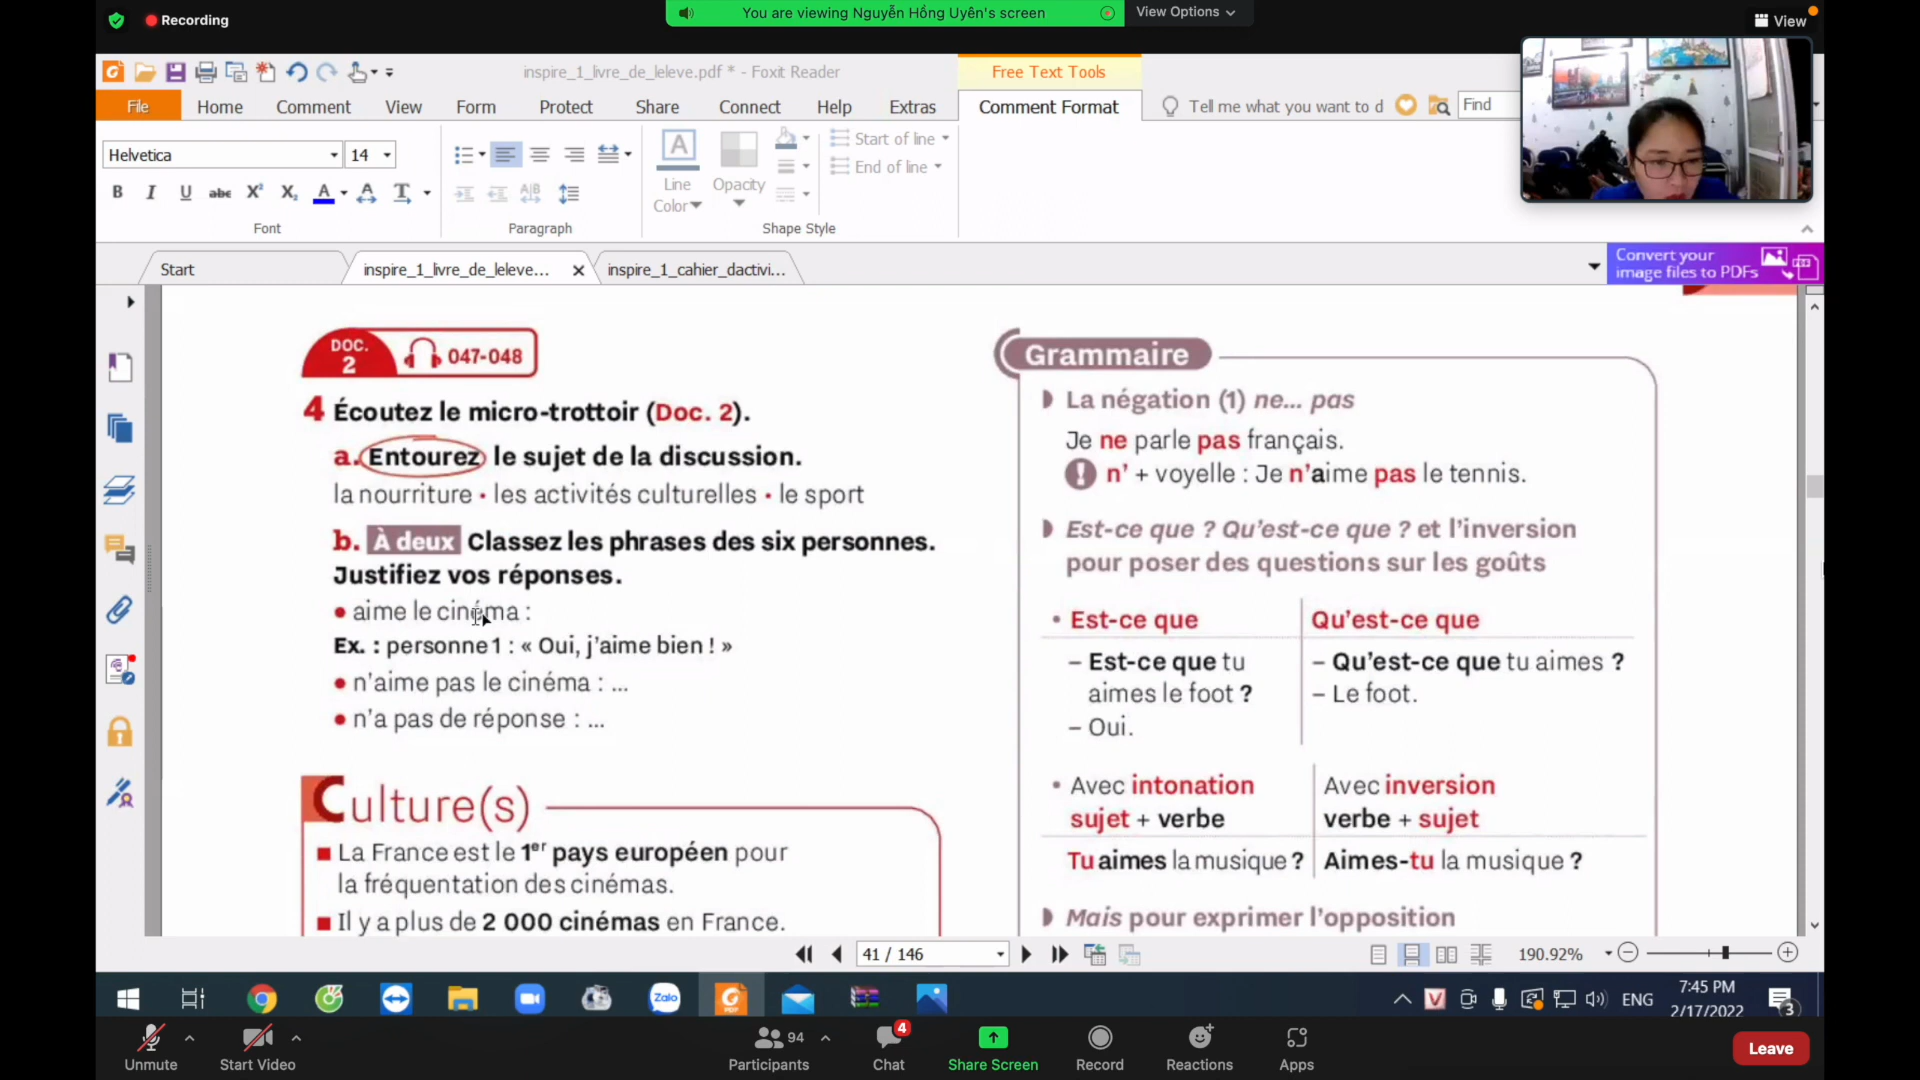 Recording
You are viewing Nguyễn Hồng Uyên's screen
View Options
View
inspire_1_livre_de_leleve.pdf * - Foxit Reader
Free Text Tools
File
Home
Comment
View
Form
Protect
Share
Connect
Help
Extras
Comment Format
Tell me what you want to d
Find
Helvetica
14
Start of line
End of line
Line
Color
Opacity
Font
Paragraph
Shape Style
Start
inspire_1_livre_de_leleve...
inspire_1_cahier_dactivi...
Convert your
image files to PDFs
DOC.
2
047-048
4 Écoutez le micro-trottoir (Doc. 2).
a. Entourez le sujet de la discussion.
la nourriture • les activités culturelles • le sport
b. À deux Classez les phrases des six personnes.
Justifiez vos réponses.
• aime le cinéma :
Ex. : personne 1 : « Oui, j'aime bien ! »
• n'aime pas le cinéma : ...
• n'a pas de réponse : ...
Culture(s)
La France est le 1er pays européen pour
la fréquentation des cinémas.
Il y a plus de 2 000 cinémas en France.
Grammaire
La négation (1) ne... pas
Je ne parle pas français.
! n' + voyelle : Je n'aime pas le tennis.
Est-ce que ? Qu'est-ce que ? et l'inversion
pour poser des questions sur les goûts
• Est-ce que
Qu'est-ce que
– Est-ce que tu
aimes le foot ?
– Oui.
– Qu'est-ce que tu aimes ?
– Le foot.
• Avec intonation
sujet + verbe
Avec inversion
verbe + sujet
Tu aimes la musique ?
Aimes-tu la musique ?
Mais pour exprimer l'opposition
41 / 146
190.92%
Zalo
ENG
7:45 PM
2/17/2022
3
Unmute
Start Video
94
Participants
4
Chat
Share Screen
Record
Reactions
Apps
Leave